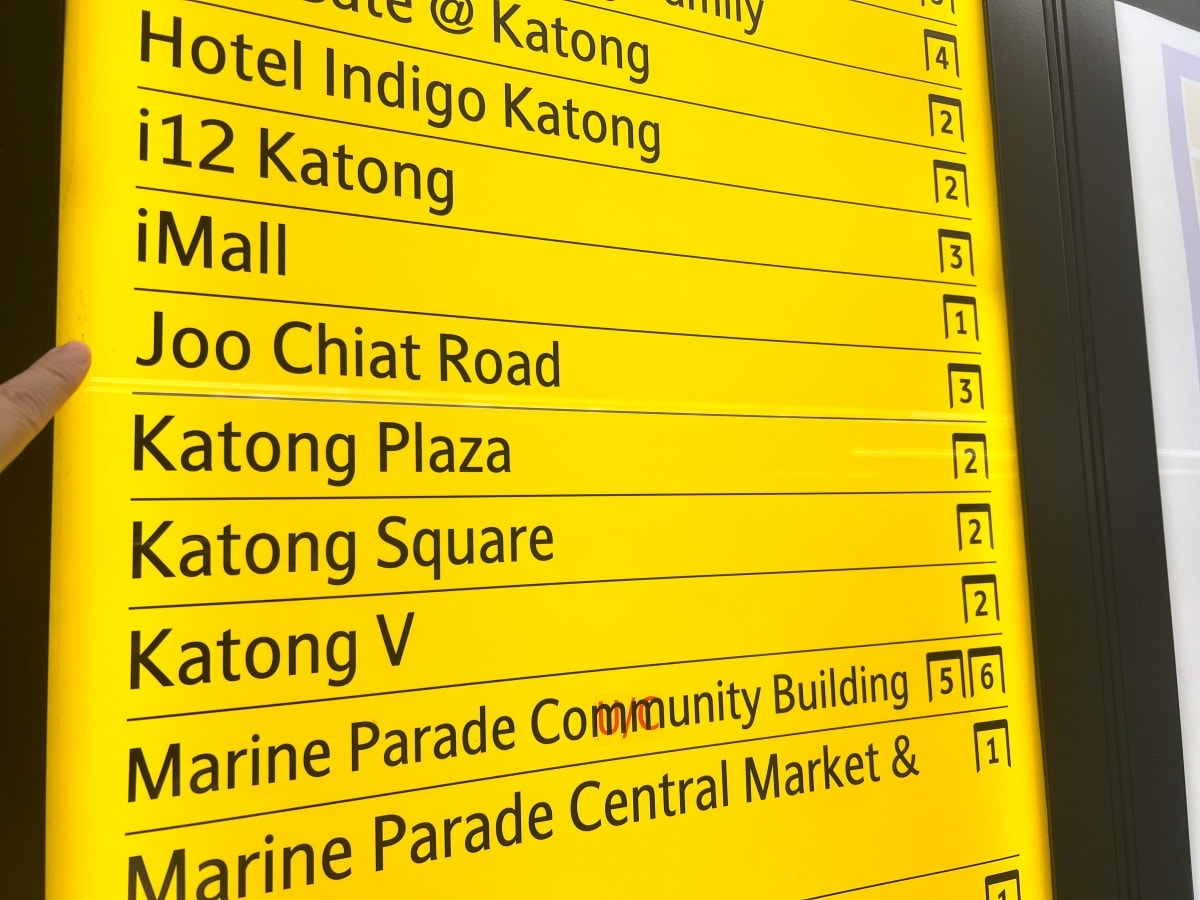 4
@ Katong 2
Hotel Indigo Katong 2
i12 Katong 3
iMall 1
Joo Chiat Road 3
Katong Plaza 2
Katong Square 2
Katong V 2
Marine Parade Community Building 5 6
U/C
Marine Parade Central Market & 1
1